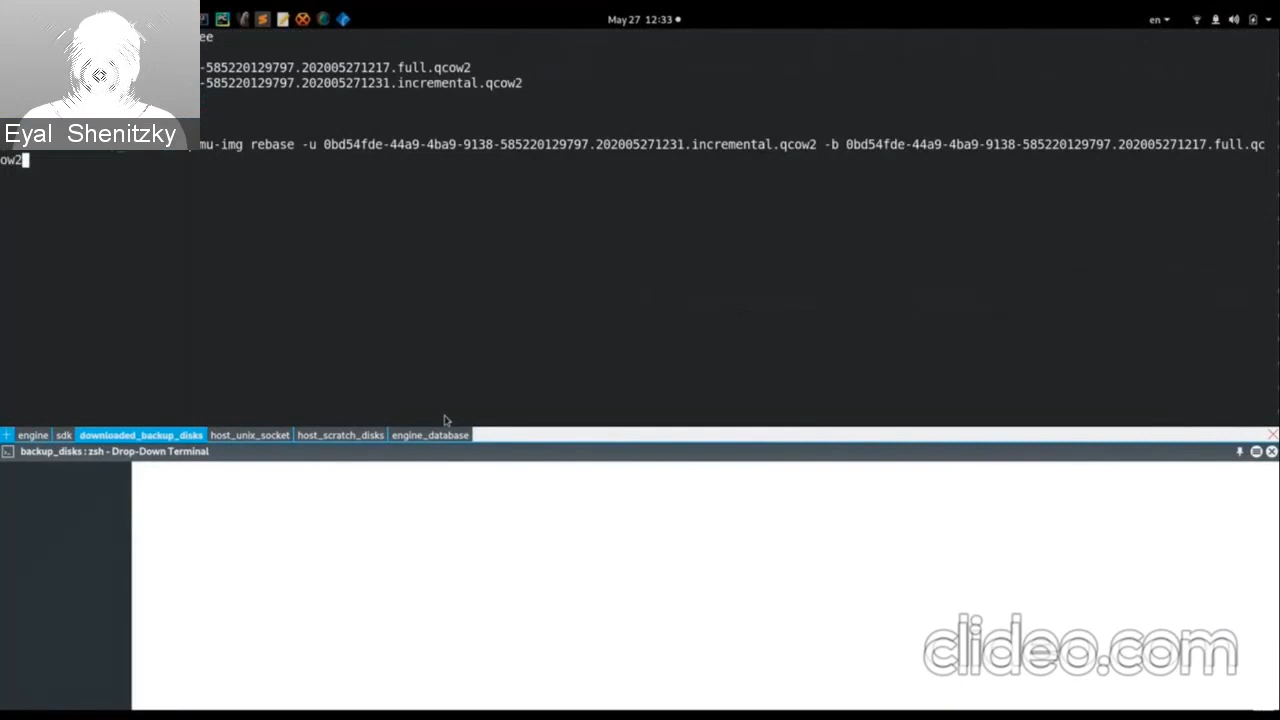 May 27 12:33
en
ee
-585220129797.202005271217.full.qcow2
-585220129797.202005271231.incremental.qcow2
Eyal Shenitzky
mu-img rebase -u 0bd54fde-44a9-4ba9-9138-585220129797.202005271231.incremental.qcow2 -b 0bd54fde-44a9-4ba9-9138-585220129797.202005271217.full.qc
ow2
engine sdk downloaded_backup_disks host_unix_socket host_scratch_disks engine_database
backup_disks : zsh - Drop-Down Terminal
clideo.com